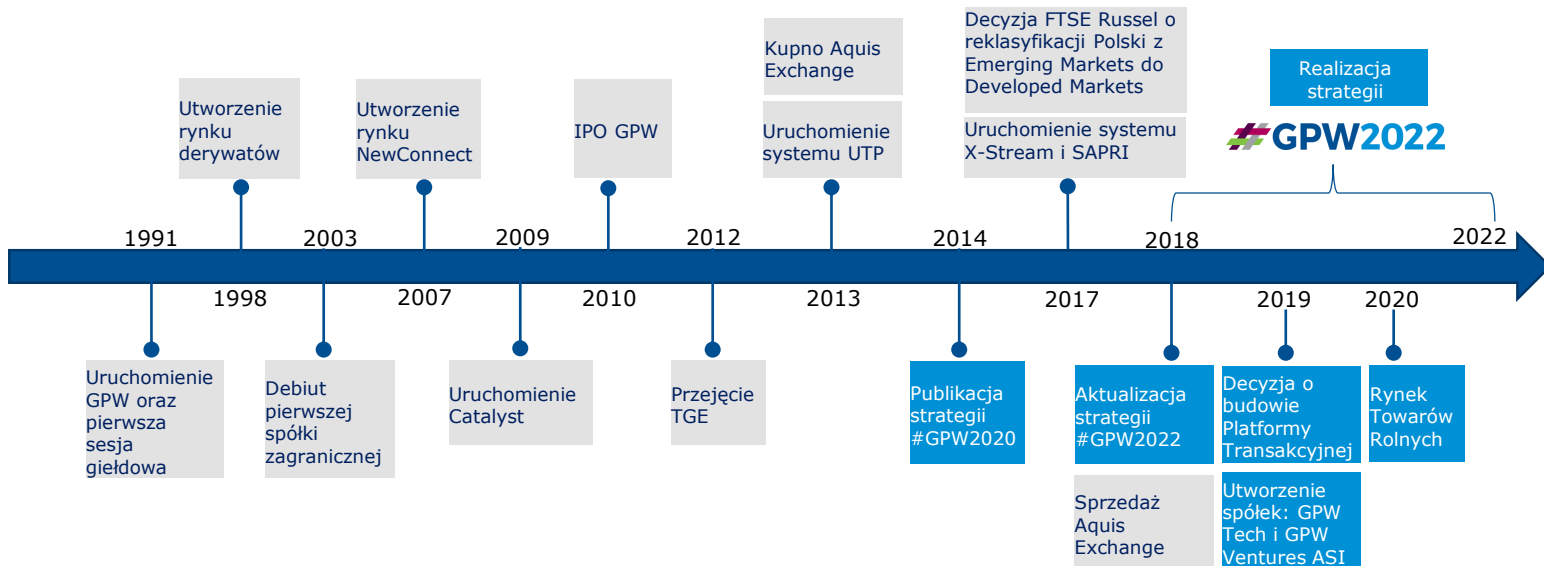 Decyzja FTSE Russel o
reklasyfikacji Polski z
Emerging Markets do
Developed Markets
Kupno Aquis
Exchange
Realizacja
strategii
Utworzenie
rynku
derywatów
Utworzenie
rynku
NewConnect
IPO GPW
Uruchomienie
systemu UTP
Uruchomienie systemu
X-Stream i SAPRI
#GPW2022
1991
2003
2009
2012
2014
2018
2022
1998
2007
2010
2013
2017
2019
2020
Uruchomienie
GPW oraz
pierwsza
sesja
giełdowa
Debiut
pierwszej
spółki
zagranicznej
Uruchomienie
Catalyst
Przejęcie
TGE
Publikacja
strategii
#GPW2020
Aktualizacja
strategii
#GPW2022
Decyzja o
budowie
Platformy
Transakcyjnej
Rynek
Towarów
Rolnych
Sprzedaż
Aquis
Exchange
Utworzenie
spółek: GPW
Tech i GPW
Ventures ASI